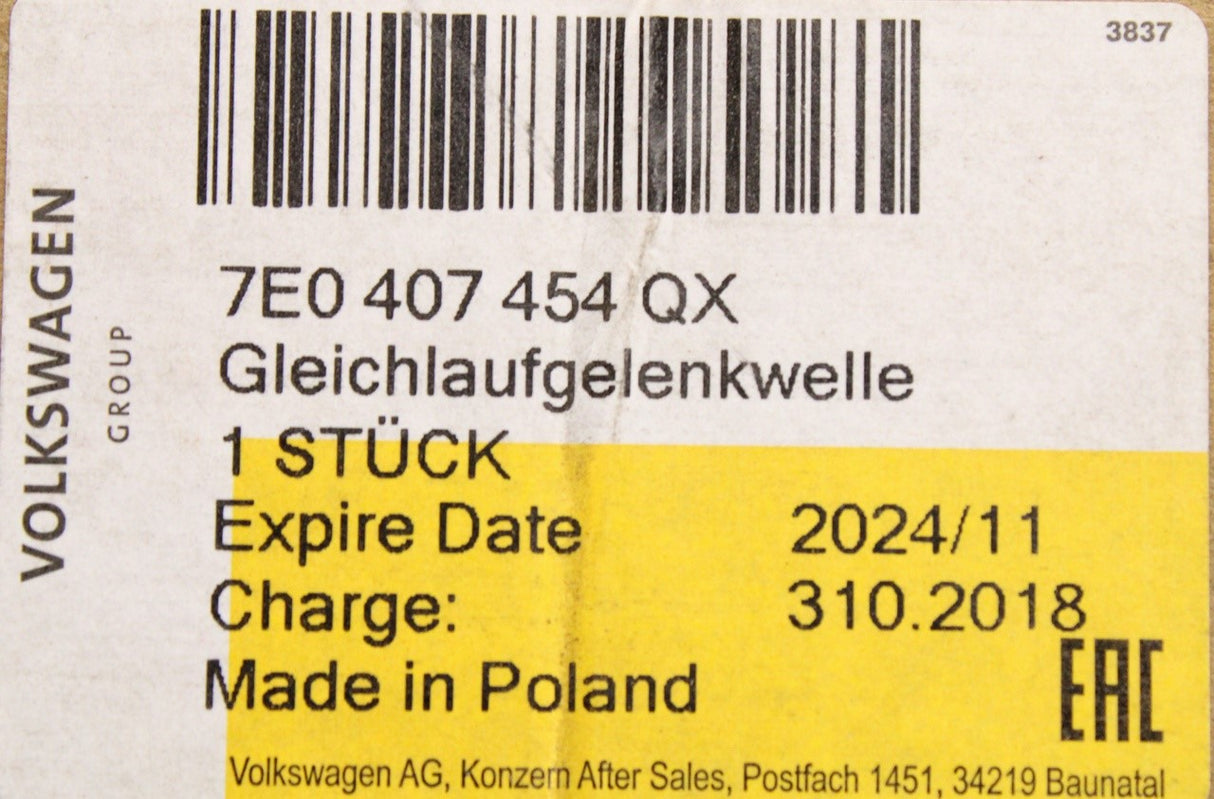 3837
VOLKSWAGEN
GROUP
7E0 407 454 QX
Gleichlaufgelenkwelle
1 STÜCK
Expire Date 2024/11
Charge: 310.2018
Made in Poland
EAC
Volkswagen AG, Konzern After Sales, Postfach 1451, 34219 Baunatal